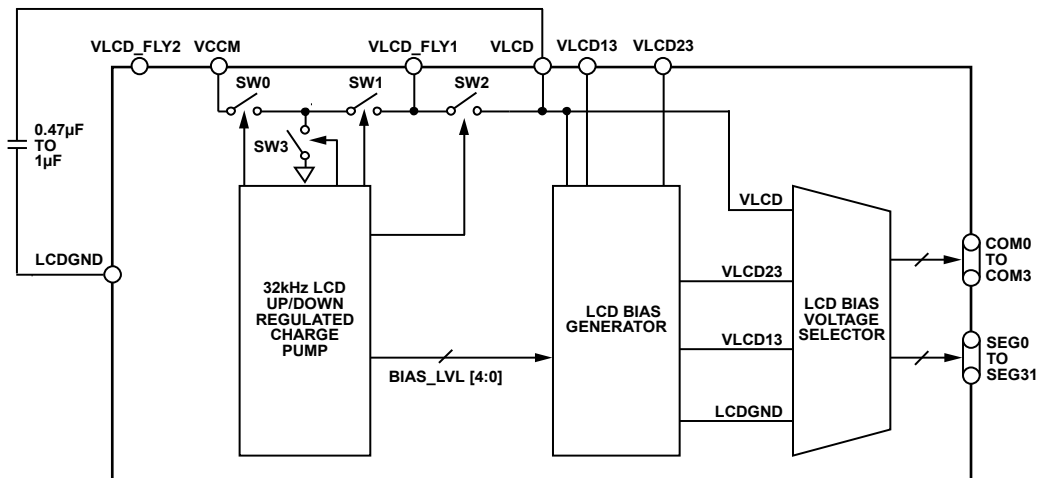 VLCD_FLY2
VCCM
VLCD_FLY1
VLCD
VLCD13
VLCD23
SW0
SW1
SW2
SW3
0.47µF
TO
1µF
LCDGND
32kHz LCD
UP/DOWN
REGULATED
CHARGE
PUMP
BIAS_LVL [4:0]
LCD BIAS
GENERATOR
VLCD
VLCD23
VLCD13
LCDGND
LCD BIAS
VOLTAGE
SELECTOR
COM0
TO
COM3
SEG0
TO
SEG31